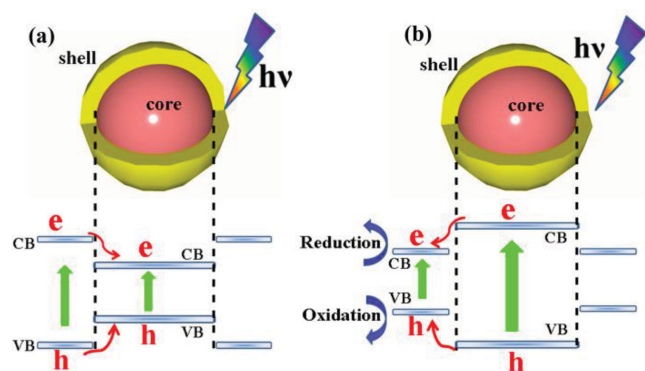 (a)
shell
core
hν
e
CB
e
CB
h
VB
VB
h
(b)
shell
core
hν
Reduction
e
CB
e
CB
Oxidation
VB
h
VB
h